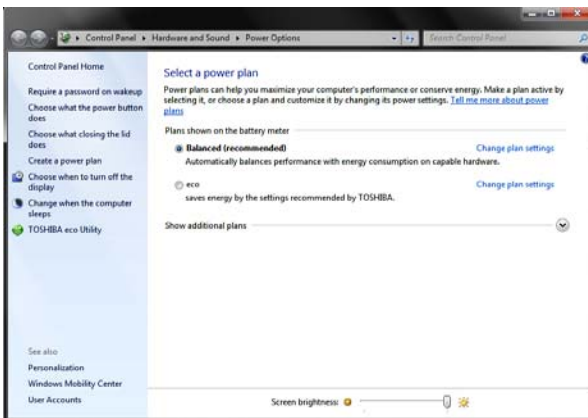 Control Panel ▸ Hardware and Sound ▸ Power Options
Search Control Panel
Control Panel Home
Require a password on wakeup
Choose what the power button
does
Choose what closing the lid
does
Create a power plan
Choose when to turn off the
display
Change when the computer
sleeps
TOSHIBA eco Utility
See also
Personalization
Windows Mobility Center
User Accounts
Select a power plan
Power plans can help you maximize your computer's performance or conserve energy. Make a plan active by
selecting it, or choose a plan and customize it by changing its power settings. Tell me more about power
plans
Plans shown on the battery meter
Balanced (recommended) Change plan settings
Automatically balances performance with energy consumption on capable hardware.
eco Change plan settings
saves energy by the settings recommended by TOSHIBA.
Show additional plans
Screen brightness: